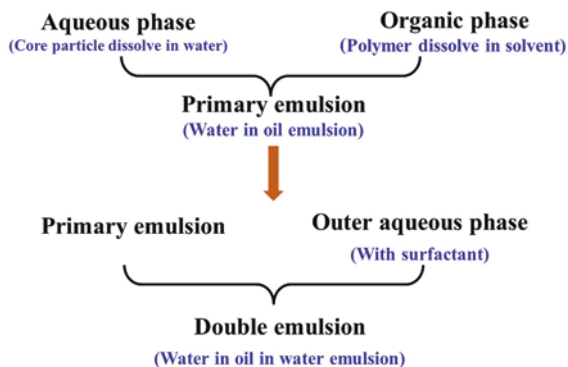 Aqueous phase
(Core particle dissolve in water)
Organic phase
(Polymer dissolve in solvent)
Primary emulsion
(Water in oil emulsion)
Primary emulsion
Outer aqueous phase
(With surfactant)
Double emulsion
(Water in oil in water emulsion)